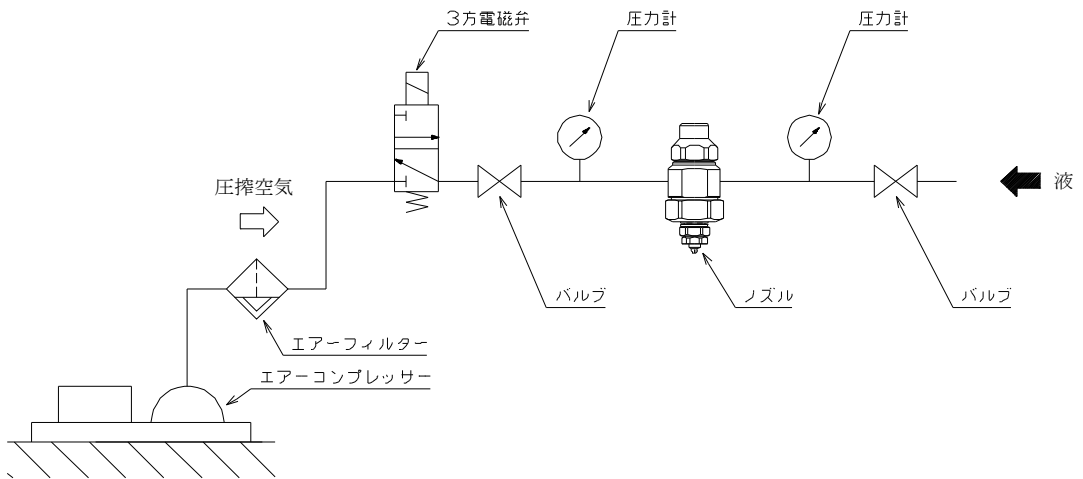 3方電磁弁
圧力計
圧力計
圧搾空気
液
バルブ
ノズル
バルブ
エアーフィルター
エアーコンプレッサー